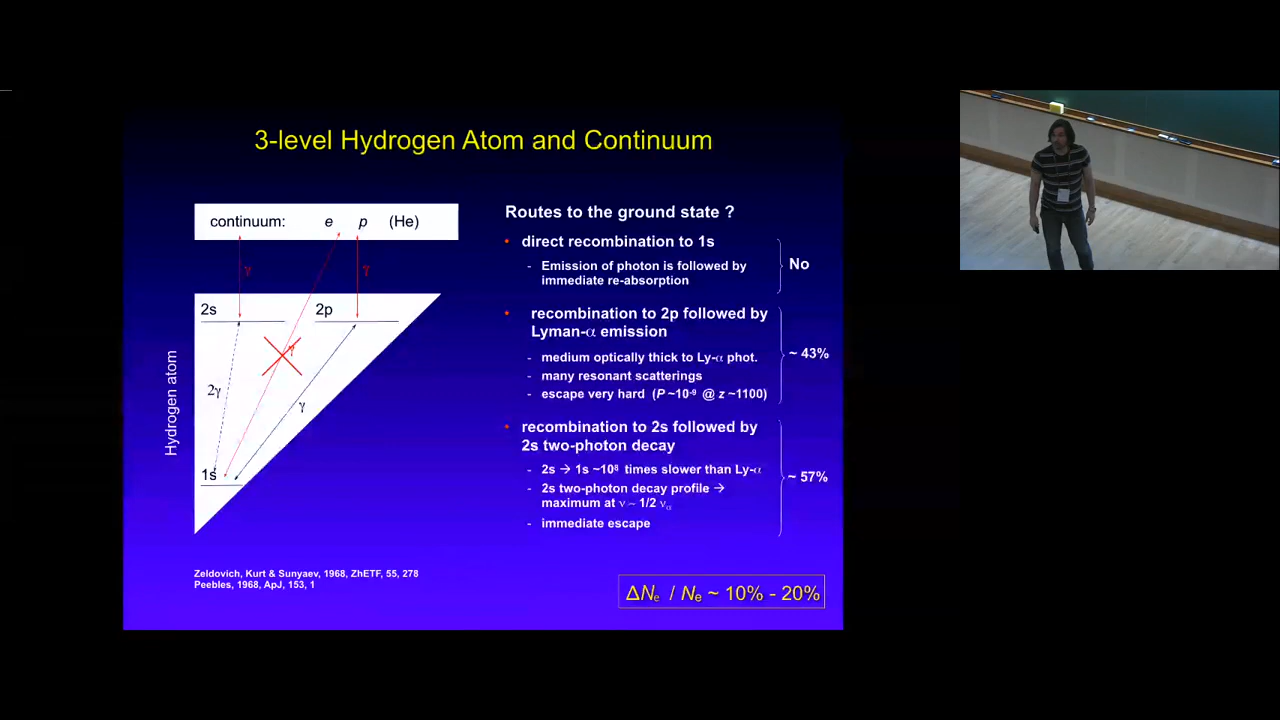 3-level Hydrogen Atom and Continuum
continuum: e p (He)
γ γ
2s 2p
γ
2γ
γ
1s
Hydrogen atom
Zeldovich, Kurt & Sunyaev, 1968, ZhETF, 55, 278
Peebles, 1968, ApJ, 153, 1
Routes to the ground state ?
• direct recombination to 1s
- Emission of photon is followed by
immediate re-absorption
No
• recombination to 2p followed by
Lyman-α emission
- medium optically thick to Ly-α phot.
- many resonant scatterings
- escape very hard (P ~10⁻⁹ @ z ~1100)
~ 43%
• recombination to 2s followed by
2s two-photon decay
- 2s → 1s ~10⁸ times slower than Ly-α
- 2s two-photon decay profile →
maximum at ν ~ 1/2 να
- immediate escape
~ 57%
ΔNe / Ne ~ 10% - 20%